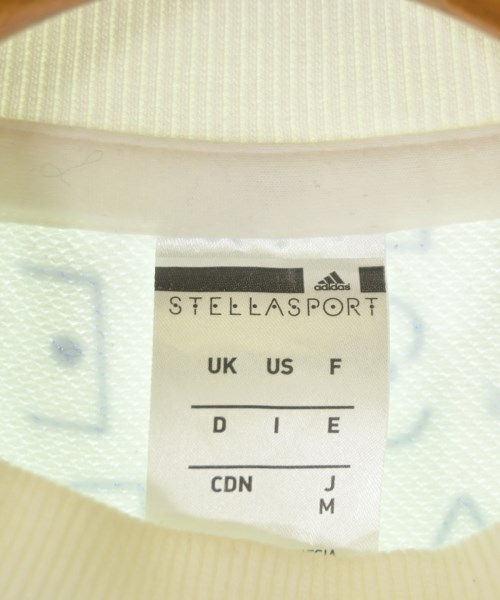 adidas
STELLASPORT
UK US F
D I E
CDN J
M